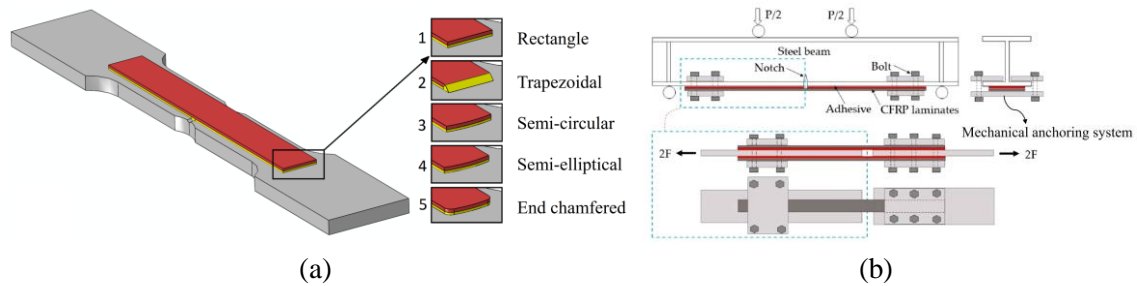 1 Rectangle
2 Trapezoidal
3 Semi-circular
4 Semi-elliptical
5 End chamfered
(a)
P/2 P/2
Steel beam
Notch Bolt
Adhesive CFRP laminates
Mechanical anchoring system
2F 2F
(b)